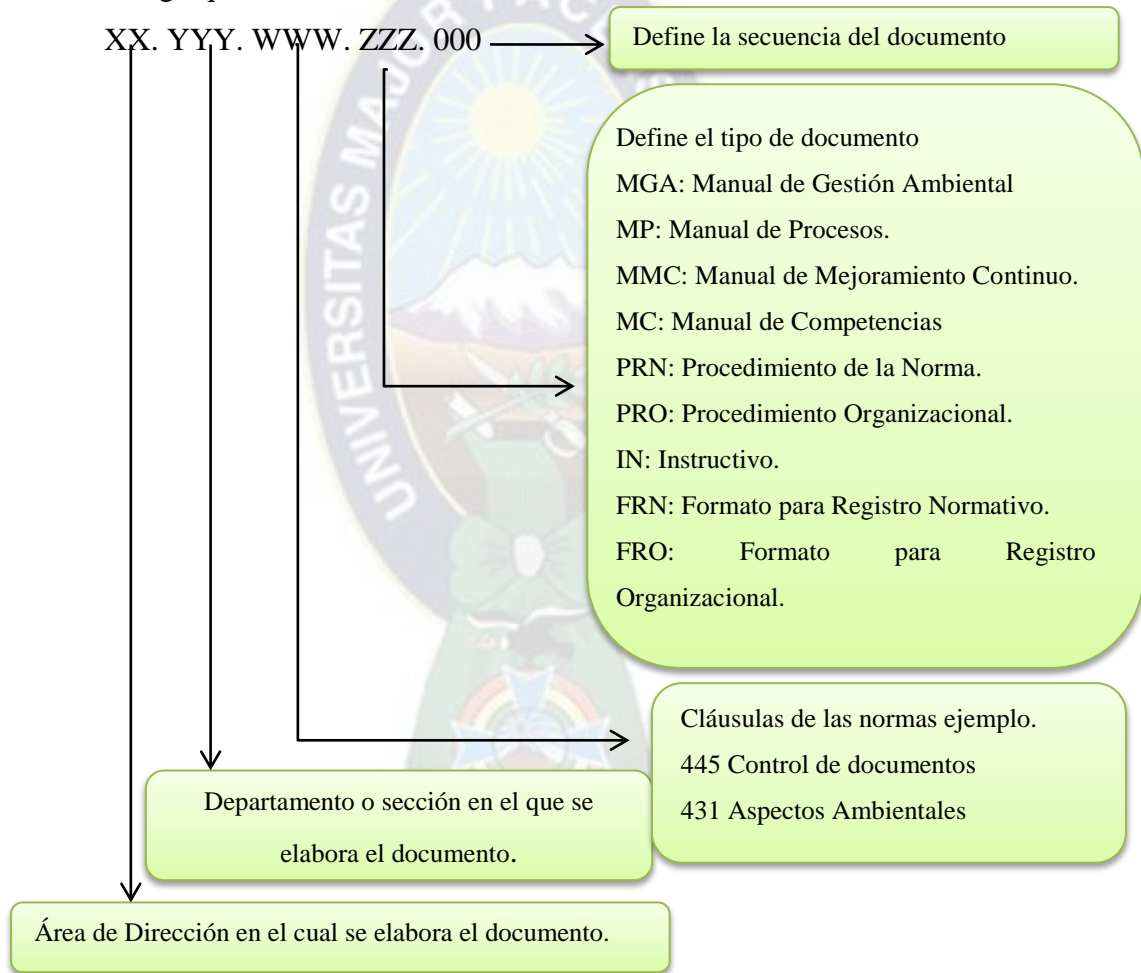 XX. YYY. WWW. ZZZ. 000
Define la secuencia del documento
Define el tipo de documento
MGA: Manual de Gestión Ambiental
MP: Manual de Procesos.
MMC: Manual de Mejoramiento Continuo.
MC: Manual de Competencias
PRN: Procedimiento de la Norma.
PRO: Procedimiento Organizacional.
IN: Instructivo.
FRN: Formato para Registro Normativo.
FRO: Formato para Registro
Organizacional.
Cláusulas de las normas ejemplo.
445 Control de documentos
431 Aspectos Ambientales
Departamento o sección en el que se
elabora el documento.
Área de Dirección en el cual se elabora el documento.
UNIVERSITAS MAJOR